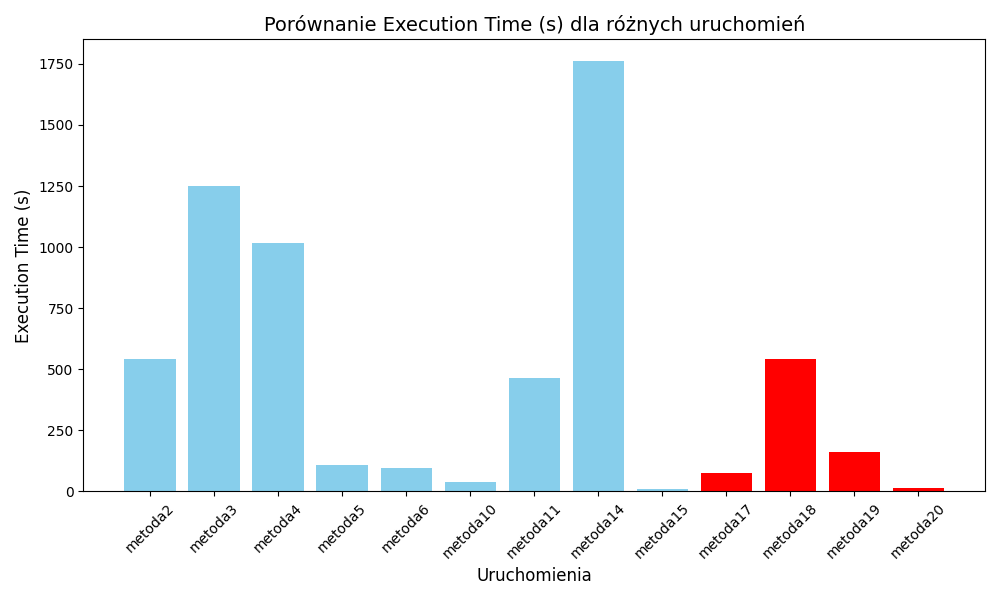 Porównanie Execution Time (s) dla różnych uruchomień
Execution Time (s)
1750
1500
1250
1000
750
500
250
0
metoda2
metoda3
metoda4
metoda5
metoda6
metoda10
metoda11
metoda14
metoda15
metoda17
metoda18
metoda19
metoda20
Uruchomienia